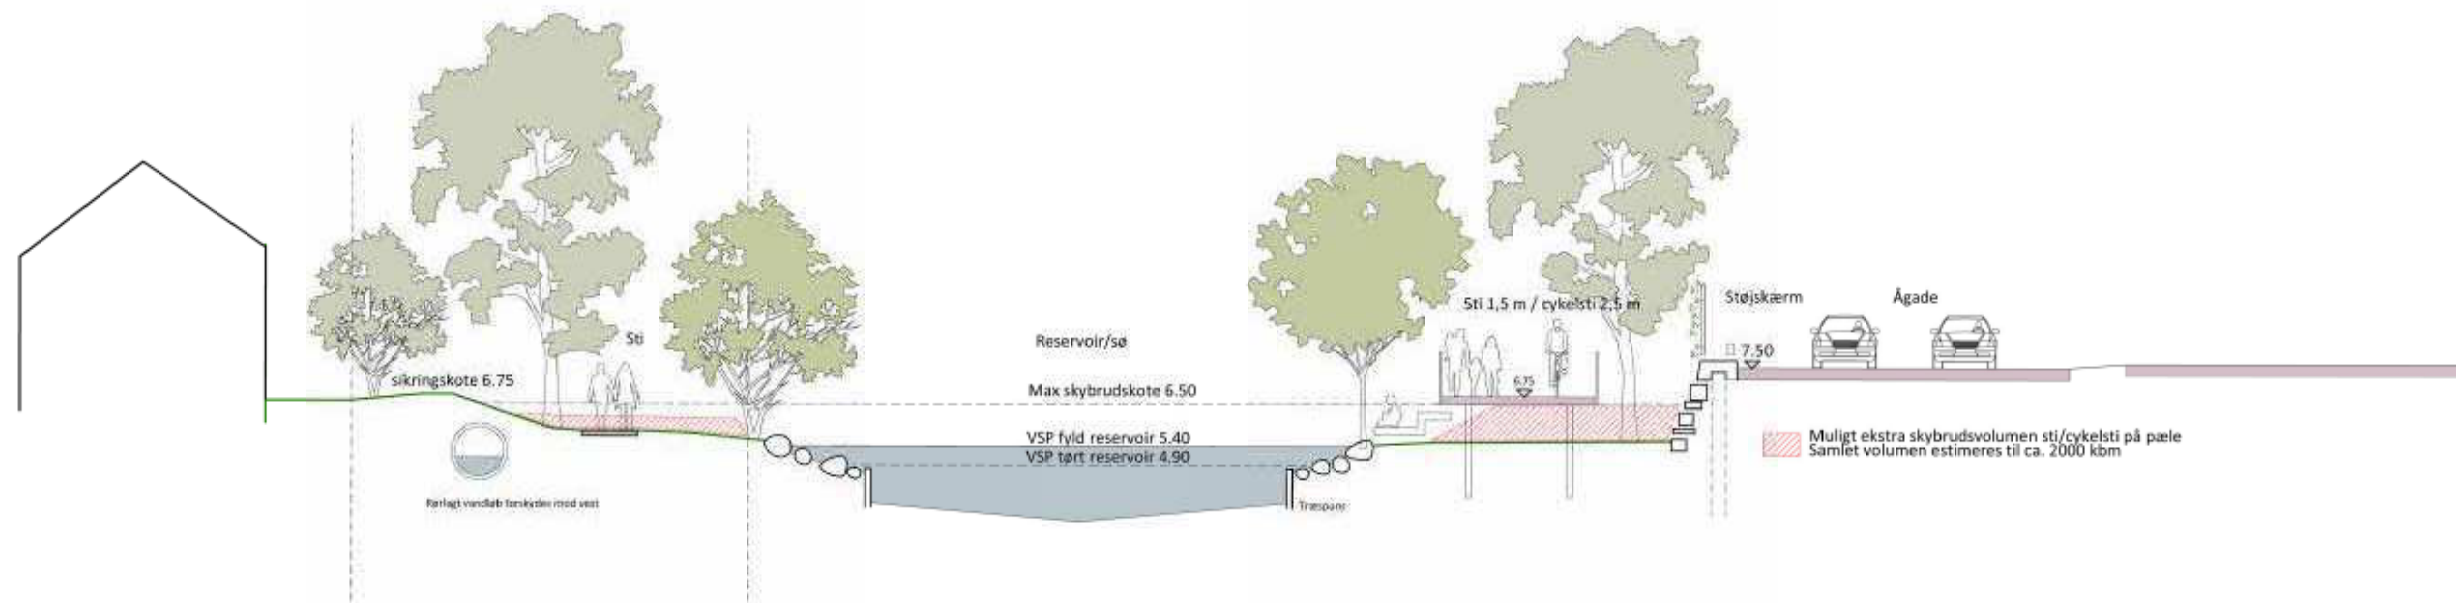 Sti 1,5 m / cykelsti 2,5 m
Støjskærm
Ågade
Sti
Reservoir/sø
7.50
sikringskote 6.75
Max skybrudskote 6.50
6.75
VSP fyld reservoir 5.40
VSP tørt reservoir 4.90
Muligt ekstra skybrudsvolumen sti/cykelsti på pæle
Samlet volumen estimeres til ca. 2000 kbm
Rørlagt vandløb forskydes mod vest
Træspuns